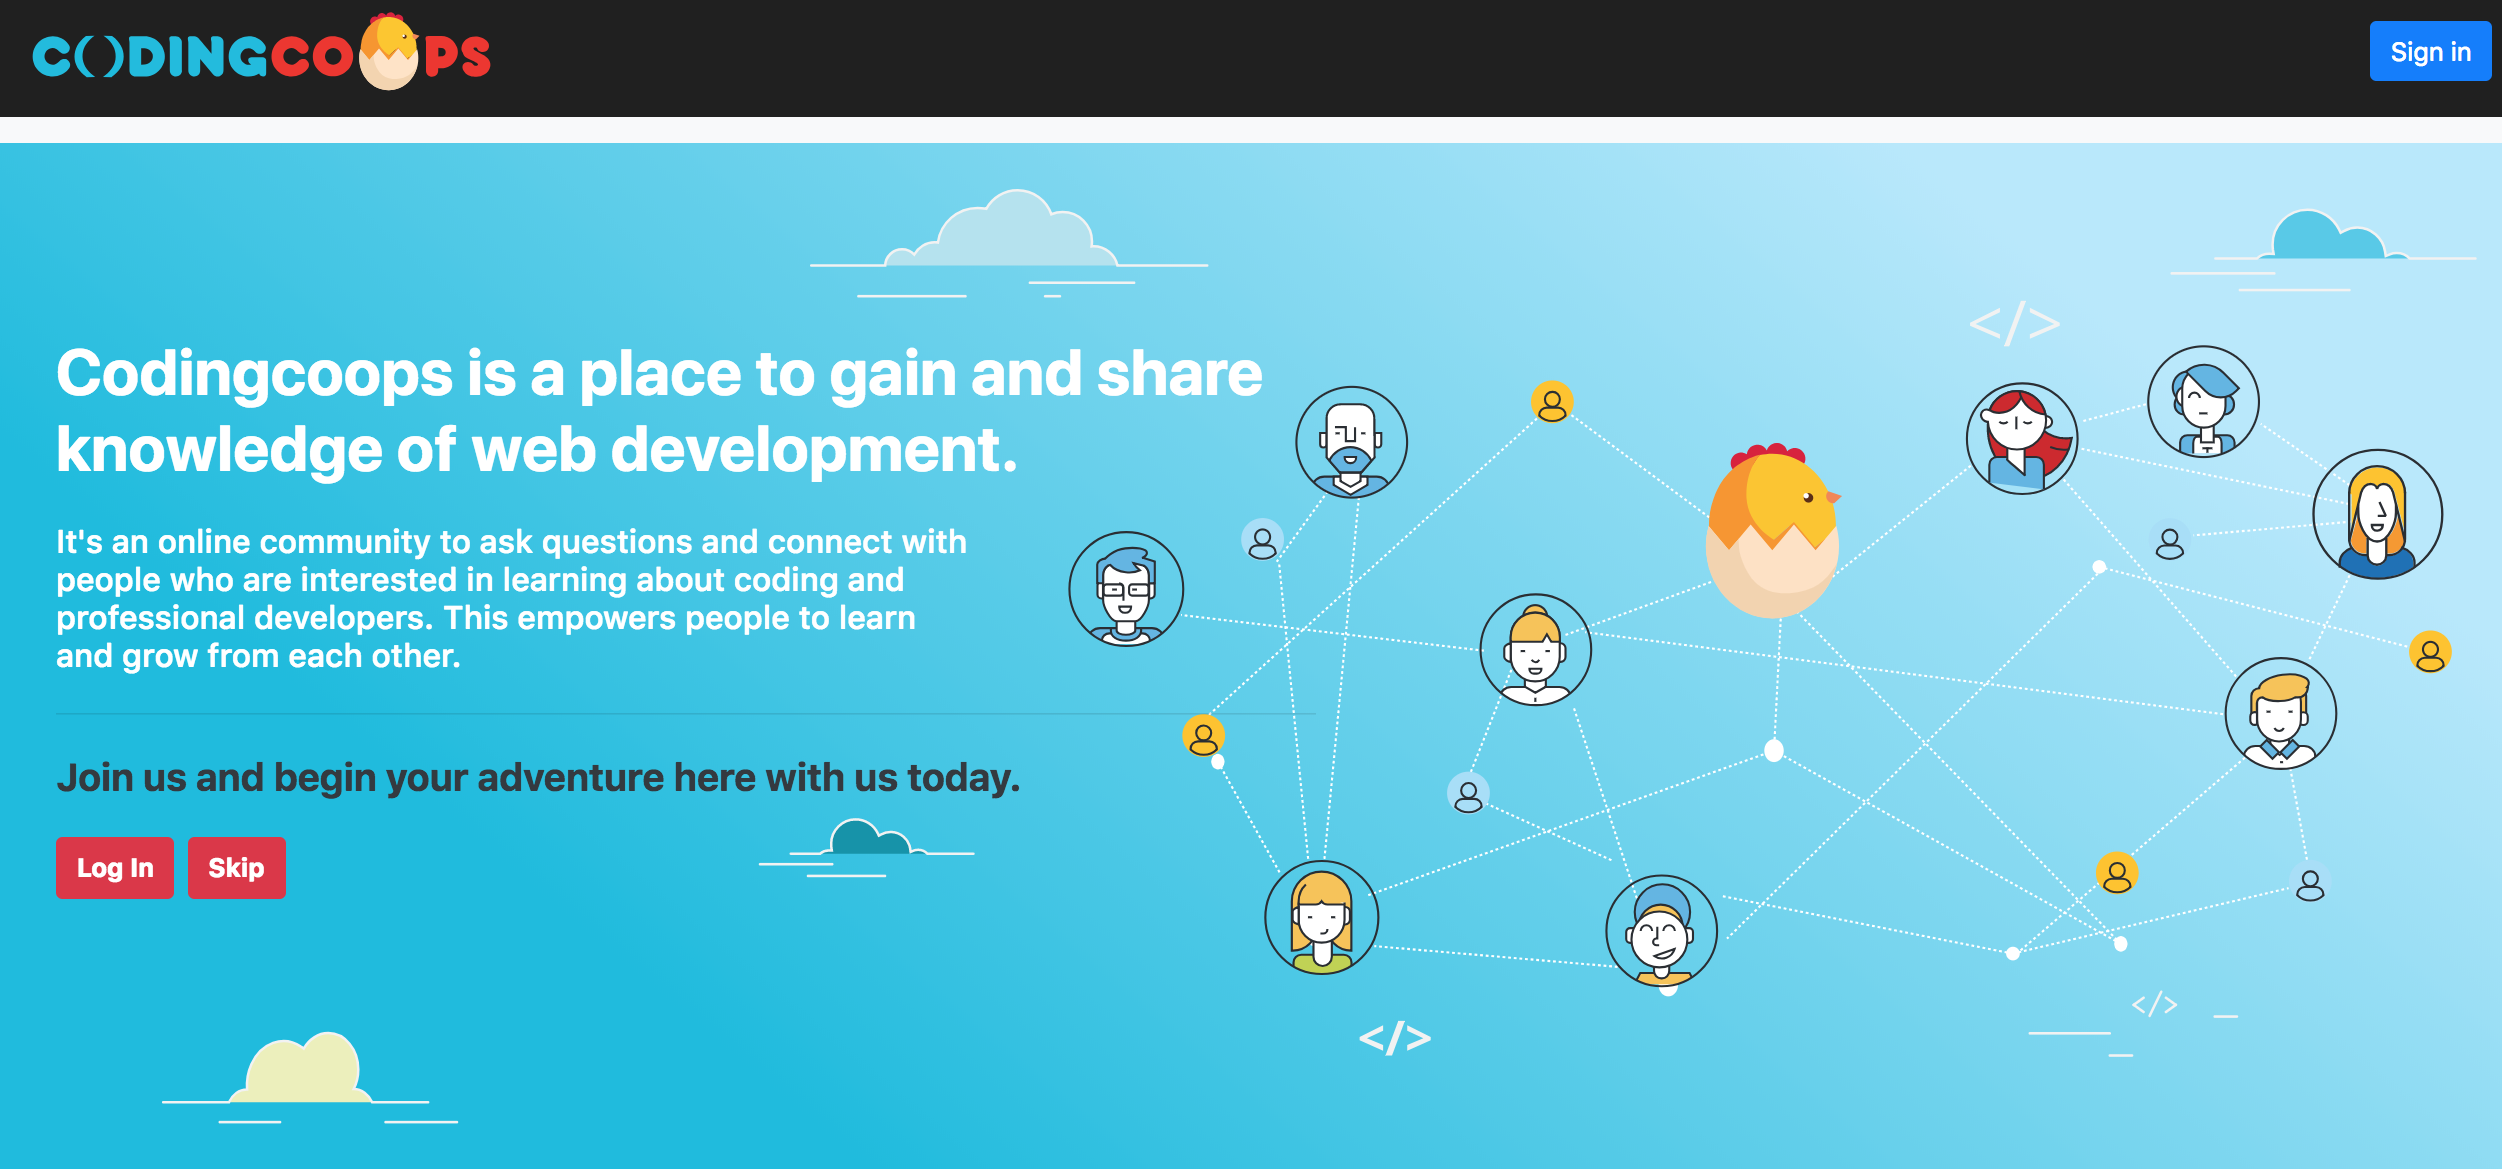 C()DINGCOOPS
Sign in
</>
Codingcoops is a place to gain and share
knowledge of web development.
It's an online community to ask questions and connect with
people who are interested in learning about coding and
professional developers. This empowers people to learn
and grow from each other.
Join us and begin your adventure here with us today.
Log In Skip
</>
</>